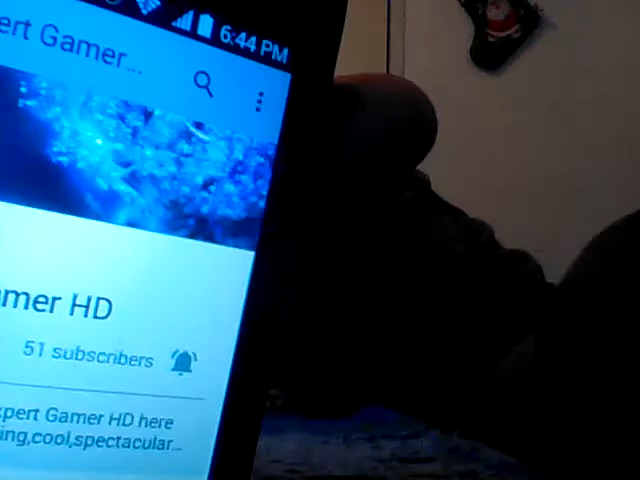 6:44 PM
ert Gamer...
amer HD
51 subscribers
xpert Gamer HD here
ing,cool,spectacular...